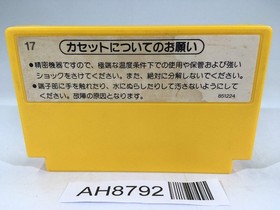 17
カセットについてのお願い
●精密機器ですので、極端な温度条件下での使用や保管および強い
ショックをさけてください。また、絶対に分解しないでください。
●端子部に手を触れたり、水にぬらしたりして汚さないようにして
ください。故障の原因となります。
651224
AH8792